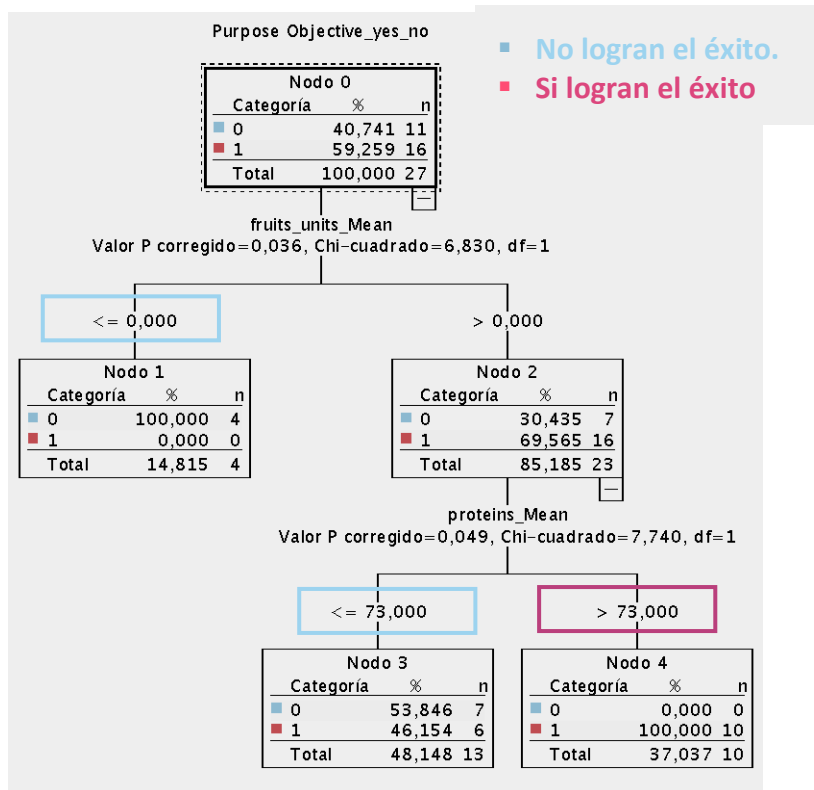 Purpose Objective_yes_no
▪ No logran el éxito.
▪ Si logran el éxito
Nodo 0
Categoría % n
0 40,741 11
1 59,259 16
Total 100,000 27
fruits_units_Mean
Valor P corregido=0,036, Chi-cuadrado=6,830, df=1
<= 0,000
> 0,000
Nodo 1
Categoría % n
0 100,000 4
1 0,000 0
Total 14,815 4
Nodo 2
Categoría % n
0 30,435 7
1 69,565 16
Total 85,185 23
proteins_Mean
Valor P corregido=0,049, Chi-cuadrado=7,740, df=1
<= 73,000
> 73,000
Nodo 3
Categoría % n
0 53,846 7
1 46,154 6
Total 48,148 13
Nodo 4
Categoría % n
0 0,000 0
1 100,000 10
Total 37,037 10